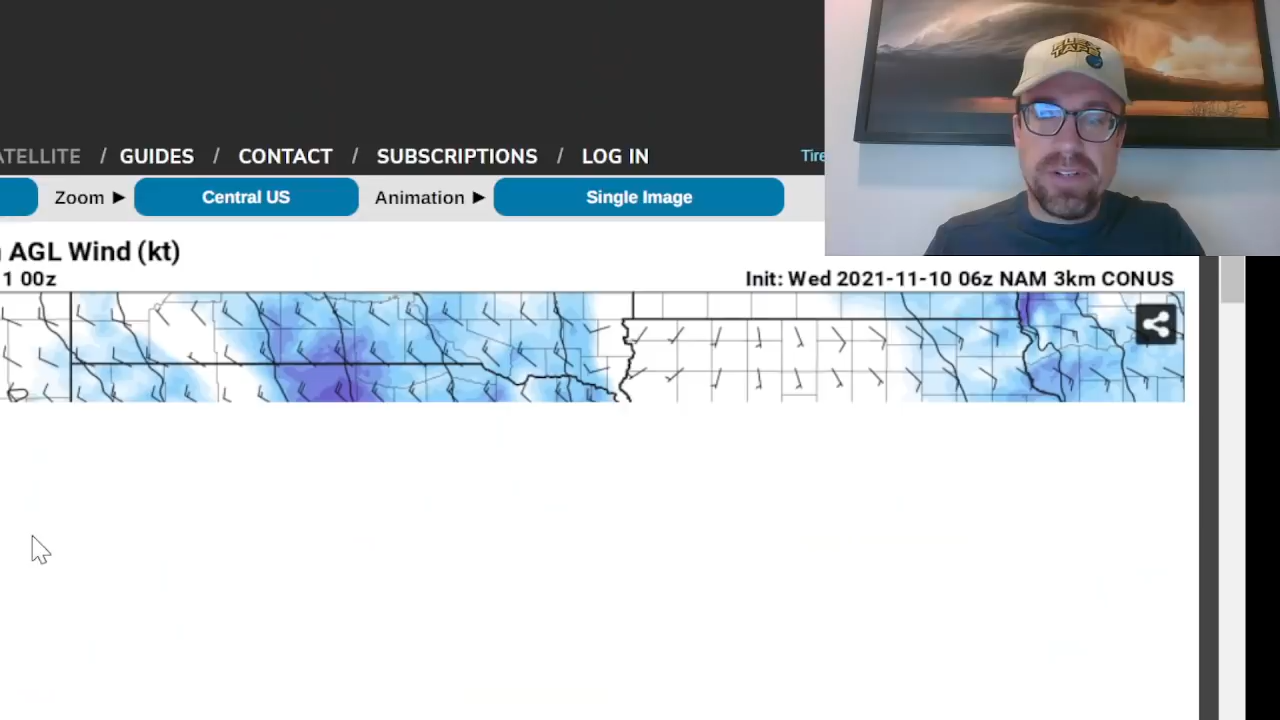 ATELLITE / GUIDES / CONTACT / SUBSCRIPTIONS / LOG IN
Tire
Zoom ▶ Central US Animation ▶ Single Image
AGL Wind (kt)
1 00z
Init: Wed 2021-11-10 06z NAM 3km CONUS